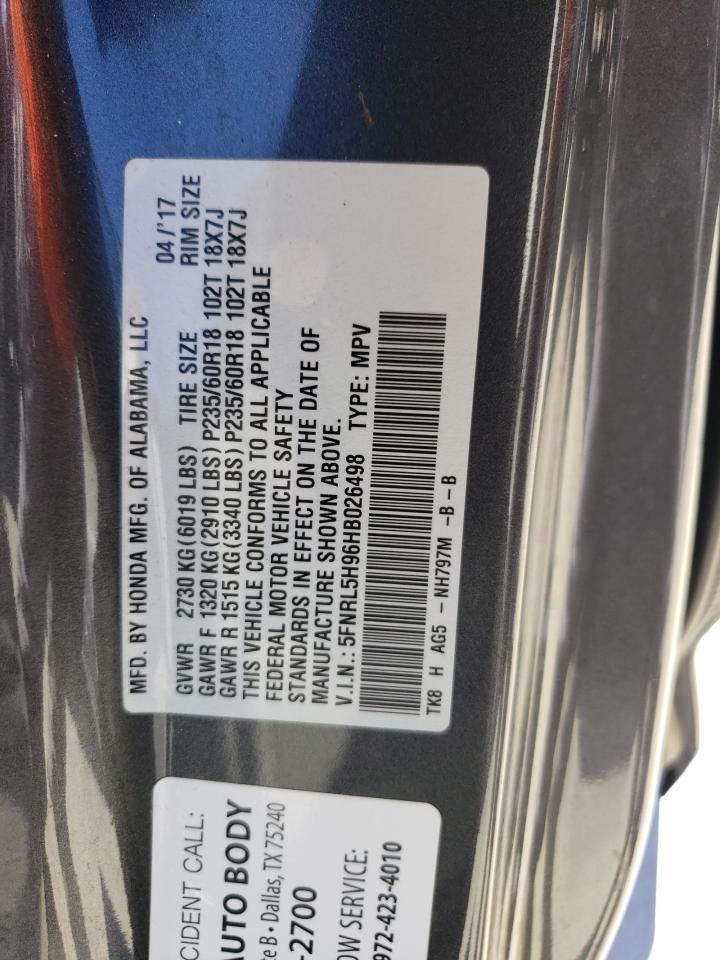 MFD. BY HONDA MFG. OF ALABAMA, LLC 04/'17
GVWR 2730 KG(6019 LBS) TIRE SIZE RIM SIZE
GAWR F 1320 KG(2910 LBS)P235/60R18 102T 18X7J
GAWR R 1515 KG(3340 LBS)P235/60R18 102T 18X7J
THIS VEHICLE CONFORMS TO ALL APPLICABLE
FEDERAL MOTOR VEHICLE SAFETY
STANDARDS IN EFFECT ON THE DATE OF
MANUFACTURE SHOWN ABOVE.
V.I.N.: 5FNRL5H96HB026498 TYPE: MPV
TK8 H AG5 - NH797M -B-B
CIDENT CALL:
AUTO BODY
te B • Dallas, TX 75240
-2700
OW SERVICE:
972-423-4010